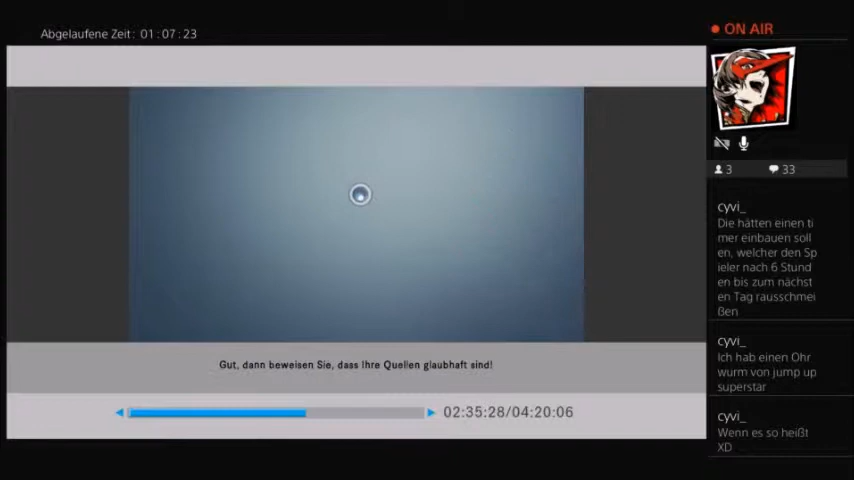 Abgelaufene Zeit: 01:07:23
ON AIR
3 33
cyvi_
Die hätten einen ti
mer einbauen soll
en, welcher den Sp
ieler nach 6 Stund
en bis zum nächst
en Tag rausschmei
ßen
Gut, dann beweisen Sie, dass Ihre Quellen glaubhaft sind!
cyvi_
Ich hab einen Ohr
wurm von jump up
superstar
02:35:28/04:20:06
cyvi_
Wenn es so heißt
XD